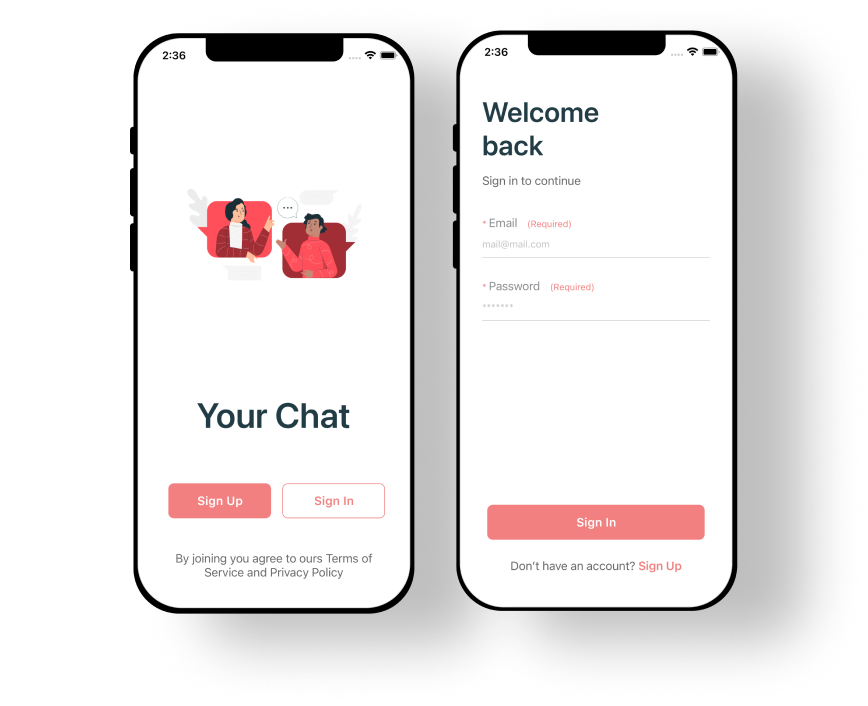 2:36
Your Chat
Sign Up
Sign In
By joining you agree to ours Terms of
Service and Privacy Policy
2:36
Welcome
back
Sign in to continue
* Email (Required)
mail@mail.com
* Password (Required)
•••••••
Sign In
Don't have an account? Sign Up